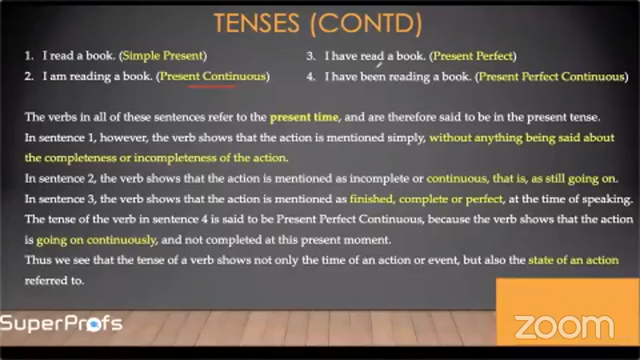 TENSES (CONTD)
1. I read a book. (Simple Present)
2. I am reading a book. (Present Continuous)
3. I have read a book. (Present Perfect)
4. I have been reading a book. (Present Perfect Continuous)
The verbs in all of these sentences refer to the present time, and are therefore said to be in the present tense.
In sentence 1, however, the verb shows that the action is mentioned simply, without anything being said about
the completeness or incompleteness of the action.
In sentence 2, the verb shows that the action is mentioned as incomplete or continuous, that is, as still going on.
In sentence 3, the verb shows that the action is mentioned as finished, complete or perfect, at the time of speaking.
The tense of the verb in sentence 4 is said to be Present Perfect Continuous, because the verb shows that the action
is going on continuously, and not completed at this present moment.
Thus we see that the tense of a verb shows not only the time of an action or event, but also the state of an action
referred to.
SuperProfs
zoom